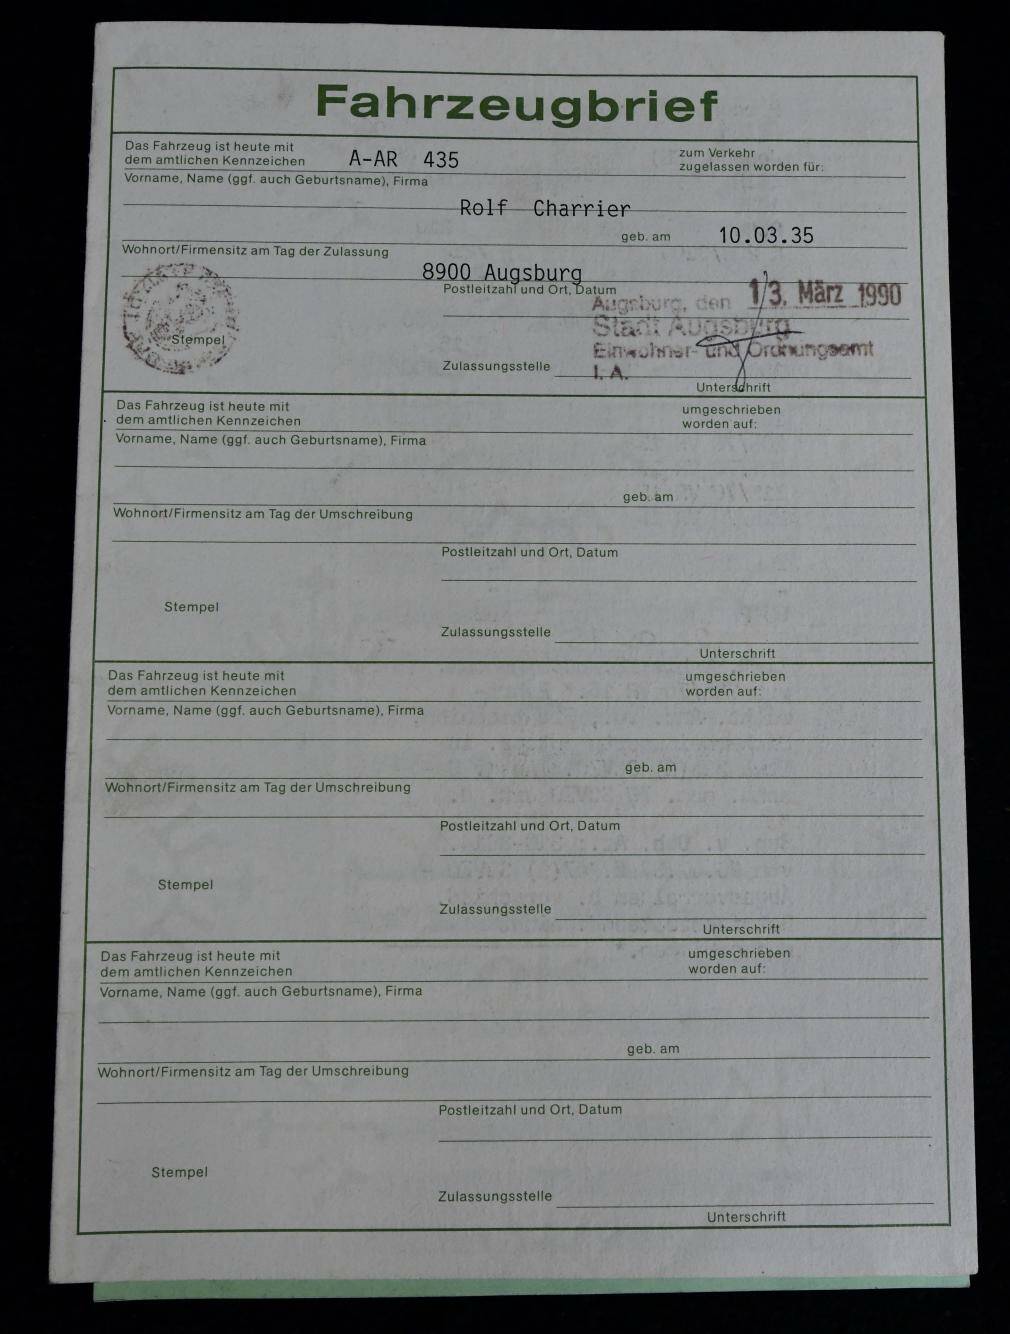 Fahrzeugbrief
Das Fahrzeug ist heute mit
dem amtlichen Kennzeichen A-AR 435 zum Verkehr
zugelassen worden für:
Vorname, Name (ggf. auch Geburtsname), Firma
Rolf Charrier
geb. am 10.03.35
Wohnort/Firmensitz am Tag der Zulassung
8900 Augsburg
Postleitzahl und Ort, Datum
Augsburg, den 13. März 1990
Stadt Augsburg
Stempel
Einwohner- und Ordnungsamt
Zulassungsstelle
I. A.
Unterschrift
Das Fahrzeug ist heute mit
dem amtlichen Kennzeichen
umgeschrieben
worden auf:
Vorname, Name (ggf. auch Geburtsname), Firma
geb. am
Wohnort/Firmensitz am Tag der Umschreibung
Postleitzahl und Ort, Datum
Stempel
Zulassungsstelle
Unterschrift
Das Fahrzeug ist heute mit
dem amtlichen Kennzeichen
umgeschrieben
worden auf:
Vorname, Name (ggf. auch Geburtsname), Firma
geb. am
Wohnort/Firmensitz am Tag der Umschreibung
Postleitzahl und Ort, Datum
Stempel
Zulassungsstelle
Unterschrift
Das Fahrzeug ist heute mit
dem amtlichen Kennzeichen
umgeschrieben
worden auf:
Vorname, Name (ggf. auch Geburtsname), Firma
geb. am
Wohnort/Firmensitz am Tag der Umschreibung
Postleitzahl und Ort, Datum
Stempel
Zulassungsstelle
Unterschrift